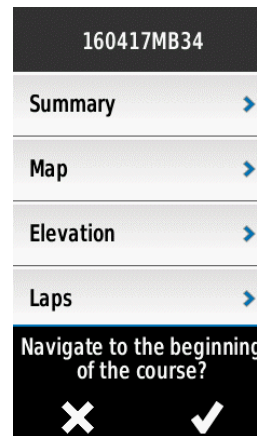 160417MB34
Summary
Map
Elevation
Laps
Navigate to the beginning
of the course?